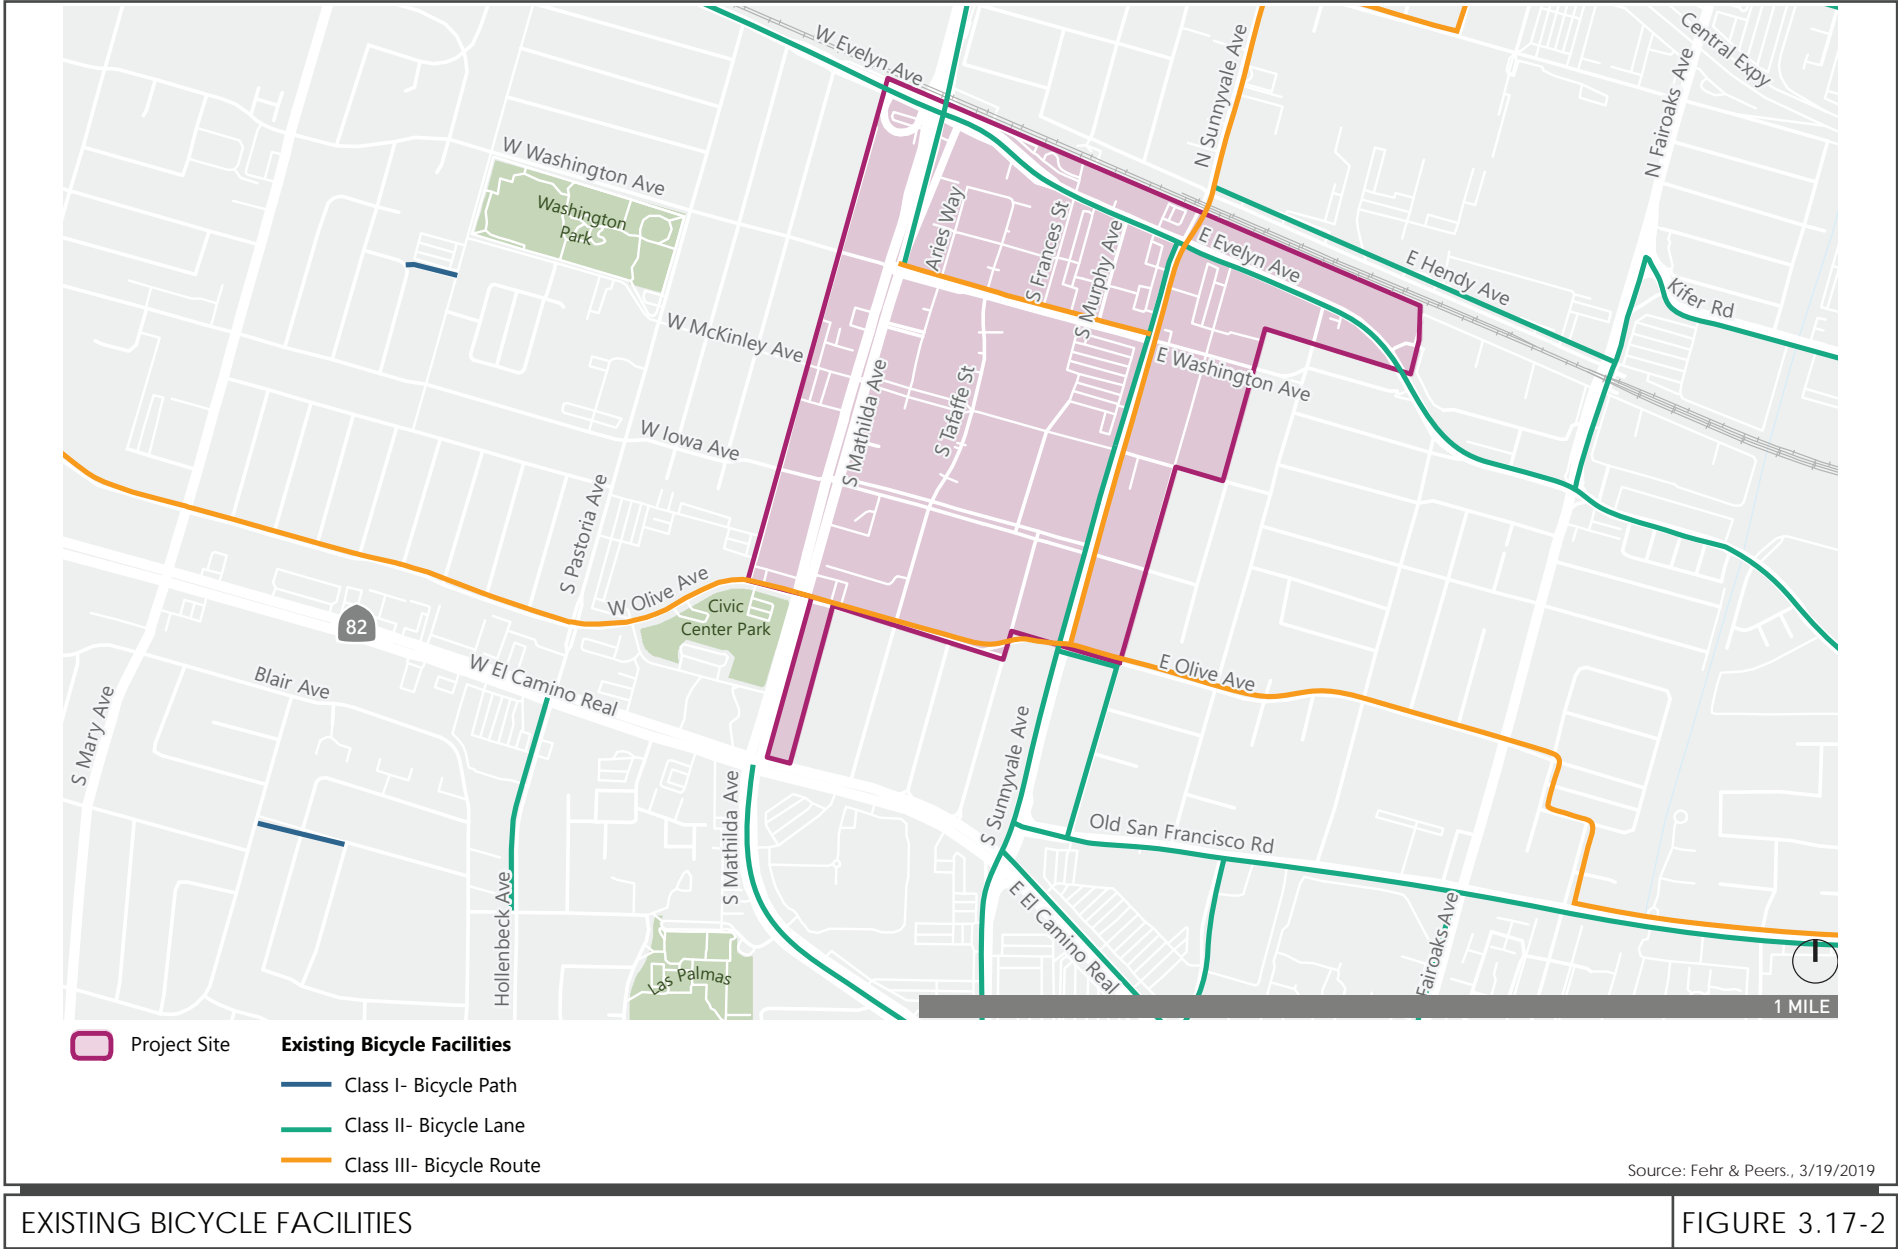 W Evelyn Ave
N Sunnyvale Ave
Central Expy
N Fairoaks Ave
W Washington Ave
Washington
Park
Aries Way
S Frances St
S Murphy Ave
E Evelyn Ave
E Hendy Ave
Kifer Rd
W McKinley Ave
E Washington Ave
S Mathilda Ave
S Tafaffe St
W Iowa Ave
S Pastoria Ave
W Olive Ave
Civic
Center Park
82
W El Camino Real
E Olive Ave
Blair Ave
S Mary Ave
S Sunnyvale Ave
S Mathilda Ave
Old San Francisco Rd
Hollenbeck Ave
E El Camino Real
Fairoaks Ave
Las Palmas
1 MILE
Project Site
Existing Bicycle Facilities
Class I- Bicycle Path
Class II- Bicycle Lane
Class III- Bicycle Route
Source: Fehr & Peers., 3/19/2019
EXISTING BICYCLE FACILITIES
FIGURE 3.17-2